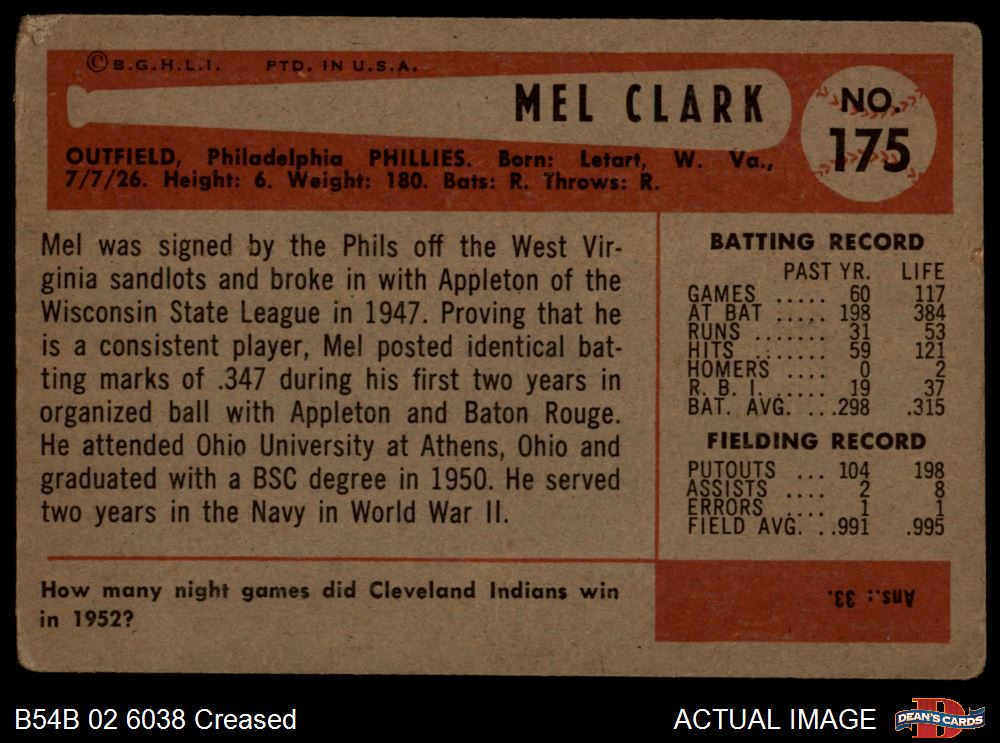 © B.G.H.L.I. PTD. IN U.S.A.
MEL CLARK
NO.
175
OUTFIELD, Philadelphia PHILLIES. Born: Letart, W. Va.,
7/7/26. Height: 6. Weight: 180. Bats: R. Throws: R.
Mel was signed by the Phils off the West Vir-
ginia sandlots and broke in with Appleton of the
Wisconsin State League in 1947. Proving that he
is a consistent player, Mel posted identical bat-
ting marks of .347 during his first two years in
organized ball with Appleton and Baton Rouge.
He attended Ohio University at Athens, Ohio and
graduated with a BSC degree in 1950. He served
two years in the Navy in World War II.
BATTING RECORD
PAST YR. LIFE
GAMES ..... 60 117
AT BAT ..... 198 384
RUNS ....... 31 53
HITS ....... 59 121
HOMERS .... 0 2
R. B. I. ..... 19 37
BAT. AVG. ...298 .315
FIELDING RECORD
PUTOUTS ... 104 198
ASSISTS .... 2 8
ERRORS .... 1 1
FIELD AVG. ..991 .995
How many night games did Cleveland Indians win
in 1952?
Ans.: 33.
B54B 02 6038 Creased
ACTUAL IMAGE
D
DEAN'S CARDS